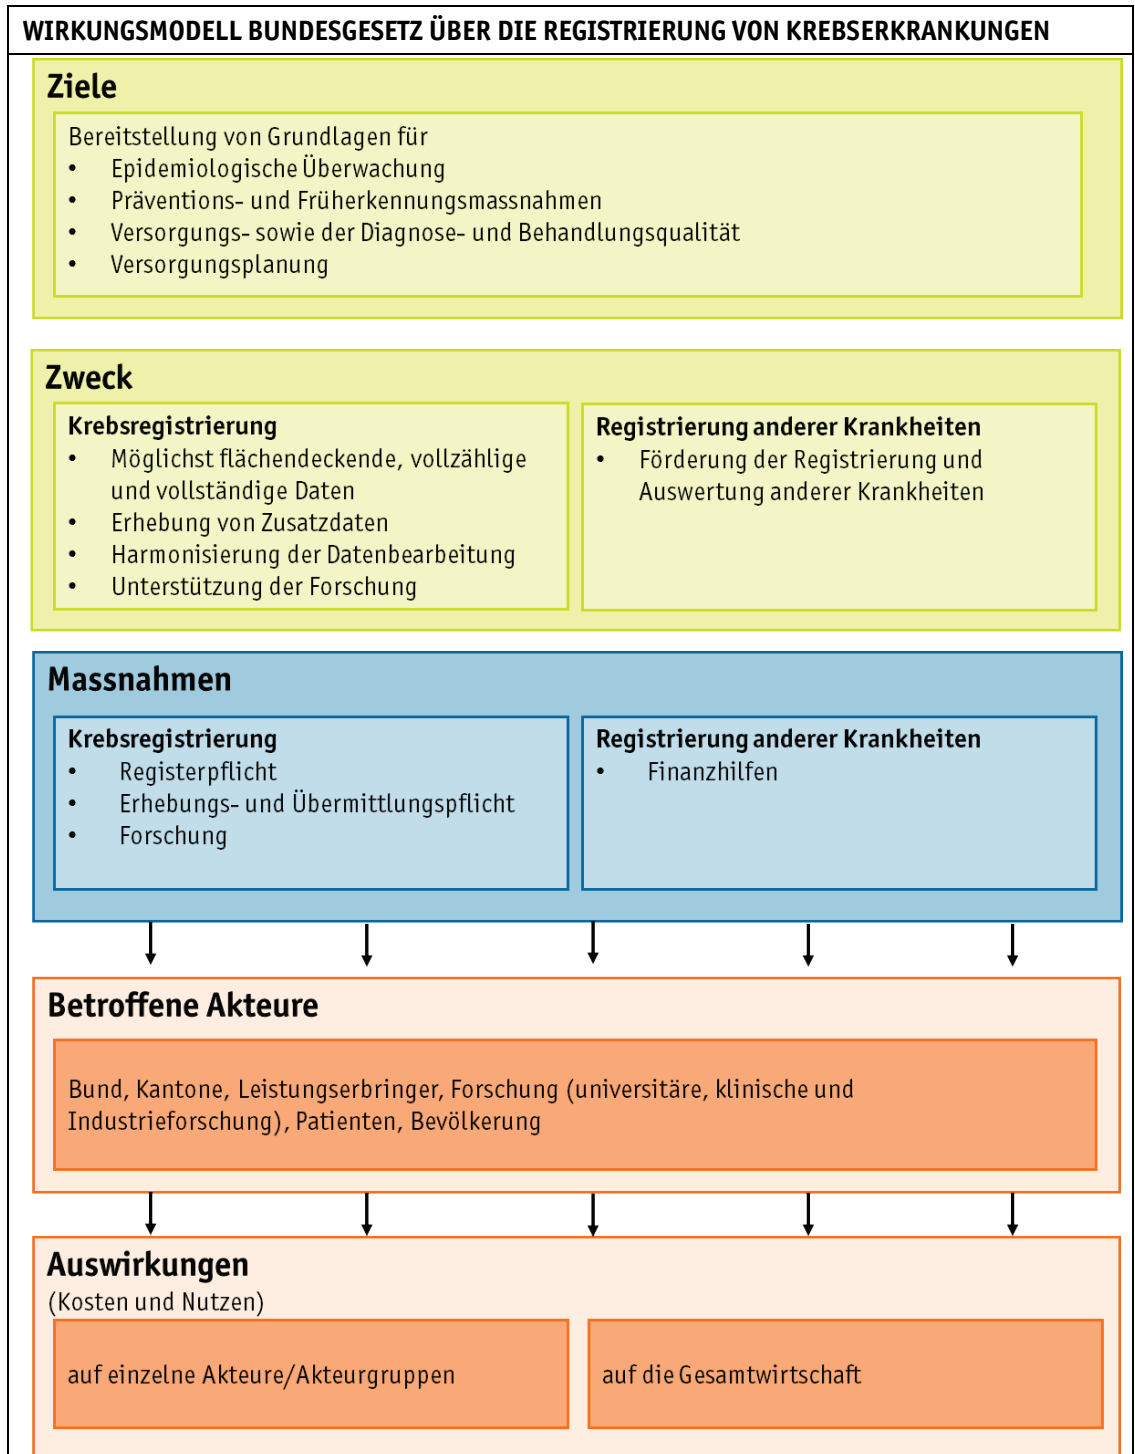 WIRKUNGSMODELL BUNDESGESETZ ÜBER DIE REGISTRIERUNG VON KREBSERKRANKUNGEN
Ziele
Bereitstellung von Grundlagen für
• Epidemiologische Überwachung
• Präventions- und Früherkennungsmassnahmen
• Versorgungs- sowie der Diagnose- und Behandlungsqualität
• Versorgungsplanung
Zweck
Krebsregistrierung
• Möglichst flächendeckende, vollzählige
und vollständige Daten
• Erhebung von Zusatzdaten
• Harmonisierung der Datenbearbeitung
• Unterstützung der Forschung
Registrierung anderer Krankheiten
• Förderung der Registrierung und
Auswertung anderer Krankheiten
Massnahmen
Krebsregistrierung
• Registerpflicht
• Erhebungs- und Übermittlungspflicht
• Forschung
Registrierung anderer Krankheiten
• Finanzhilfen
Betroffene Akteure
Bund, Kantone, Leistungserbringer, Forschung (universitäre, klinische und
Industrieforschung), Patienten, Bevölkerung
Auswirkungen
(Kosten und Nutzen)
auf einzelne Akteure/Akteurgruppen
auf die Gesamtwirtschaft